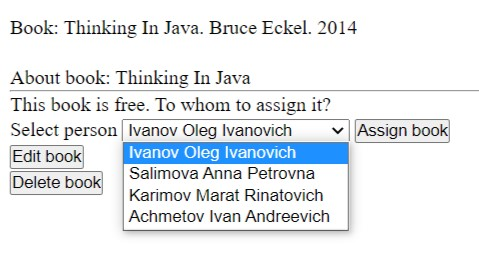 Book: Thinking In Java. Bruce Eckel. 2014
About book: Thinking In Java
This book is free. To whom to assign it?
Select person Ivanov Oleg Ivanovich Assign book
Edit book
Delete book
Ivanov Oleg Ivanovich
Salimova Anna Petrovna
Karimov Marat Rinatovich
Achmetov Ivan Andreevich